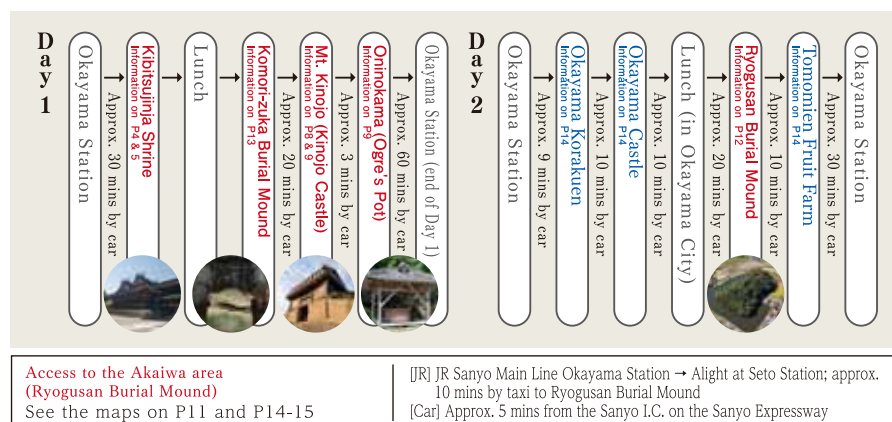 Day 1
Okayama Station
Approx. 30 mins by car
Kibitsujinja Shrine
Information on P4 & 5
Lunch
Komori-zuka Burial Mound
Information on P13
Approx. 20 mins by car
Mt. Kinojo (Kinojo Castle)
Information on P8 & 9
Approx. 3 mins by car
Oninokama (Ogre's Pot)
Information on P9
Approx. 60 mins by car
Okayama Station (end of Day 1)
Day 2
Okayama Station
Approx. 9 mins by car
Okayama Korakuen
Information on P14
Approx. 10 mins by car
Okayama Castle
Information on P14
Approx. 10 mins by car
Lunch (in Okayama City)
Approx. 20 mins by car
Ryogusan Burial Mound
Information on P12
Approx. 10 mins by car
Tomomien Fruit Farm
Information on P14
Approx. 30 mins by car
Okayama Station
Access to the Akaiwa area
(Ryogusan Burial Mound)
See the maps on P11 and P14-15
[JR] JR Sanyo Main Line Okayama Station → Alight at Seto Station; approx.
10 mins by taxi to Ryogusan Burial Mound
[Car] Approx. 5 mins from the Sanyo I.C. on the Sanyo Expressway